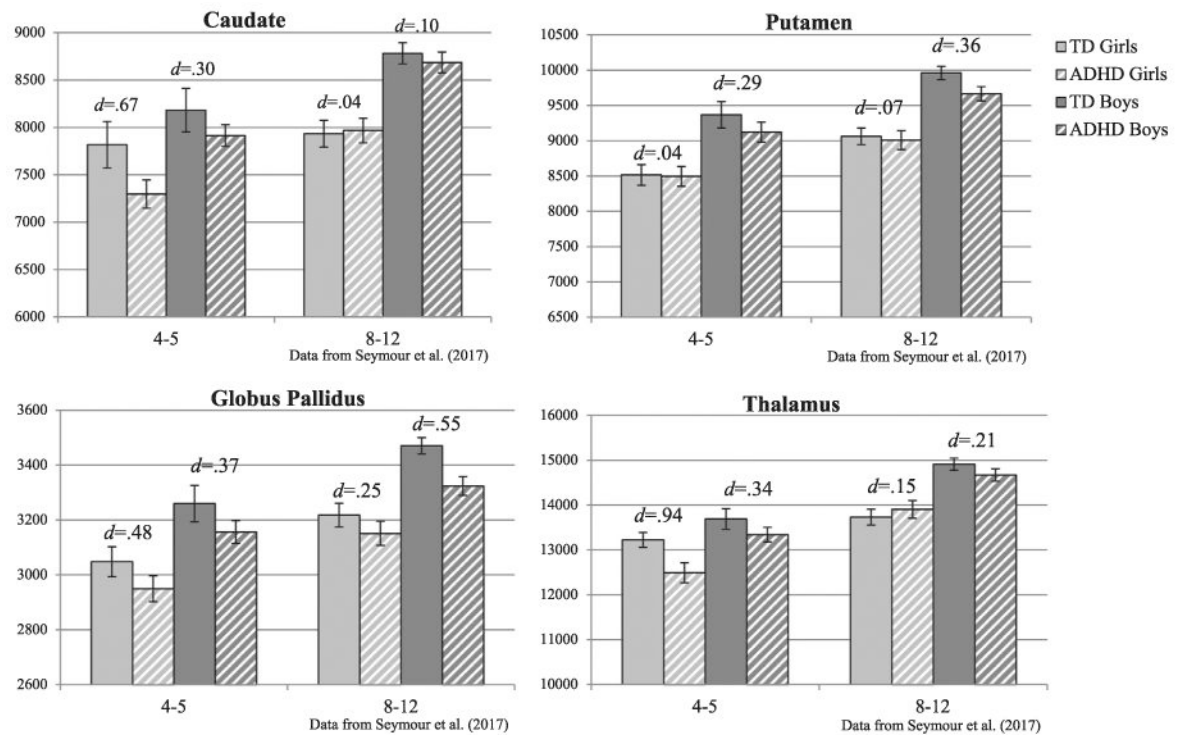 Caudate
9000
8500
8000
7500
7000
6500
6000
d=.67
d=.30
d=.04
d=.10
4-5
8-12
Data from Seymour et al. (2017)
Putamen
10500
10000
9500
9000
8500
8000
7500
7000
6500
d=.04
d=.29
d=.07
d=.36
4-5
8-12
Data from Seymour et al. (2017)
TD Girls
ADHD Girls
TD Boys
ADHD Boys
Globus Pallidus
3600
3400
3200
3000
2800
2600
d=.48
d=.37
d=.25
d=.55
4-5
8-12
Data from Seymour et al. (2017)
Thalamus
16000
15000
14000
13000
12000
11000
10000
d=.94
d=.34
d=.15
d=.21
4-5
8-12
Data from Seymour et al. (2017)